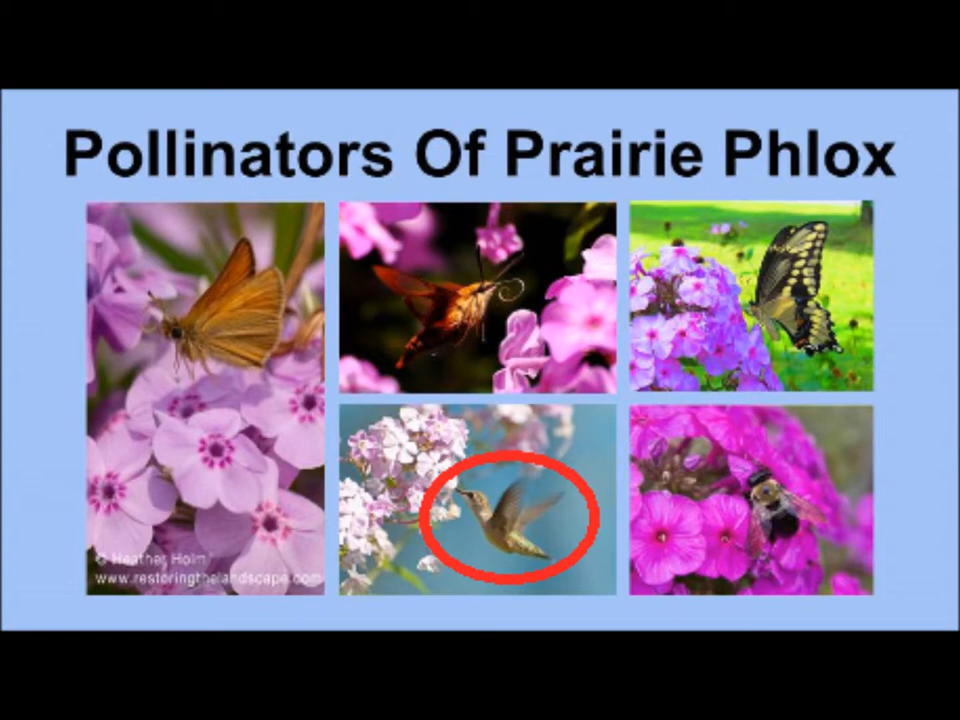 Pollinators Of Prairie Phlox
© Heather Holm
www.restoringthelandscape.com